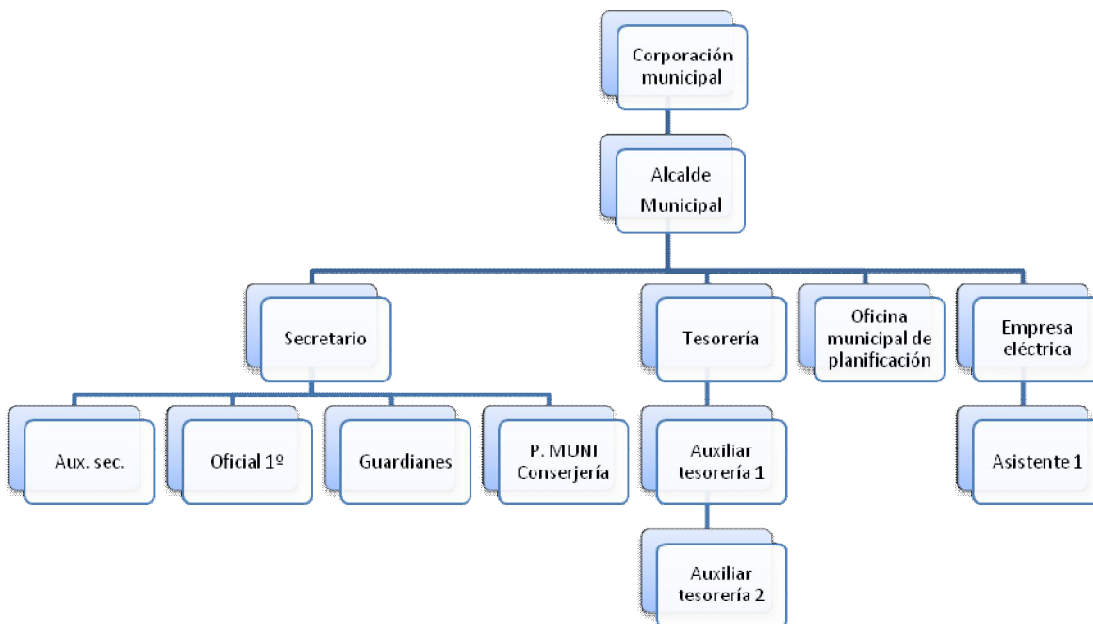 Corporación
municipal
Alcalde
Municipal
Secretario
Tesorería
Oficina
municipal de
planificación
Empresa
eléctrica
Aux. sec.
Oficial 1º
Guardianes
P. MUNI
Conserjería
Auxiliar
tesorería 1
Asistente 1
Auxiliar
tesorería 2